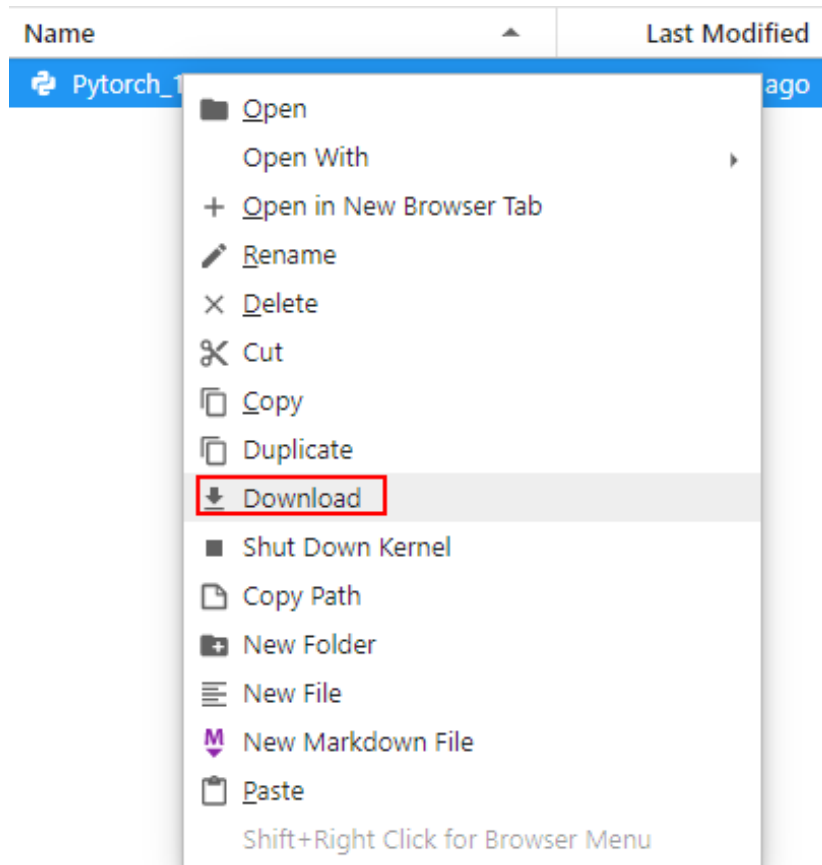 Name Last Modified
Pytorch_1 ago
Open
Open With
Open in New Browser Tab
Rename
Delete
Cut
Copy
Duplicate
Download
Shut Down Kernel
Copy Path
New Folder
New File
New Markdown File
Paste
Shift+Right Click for Browser Menu